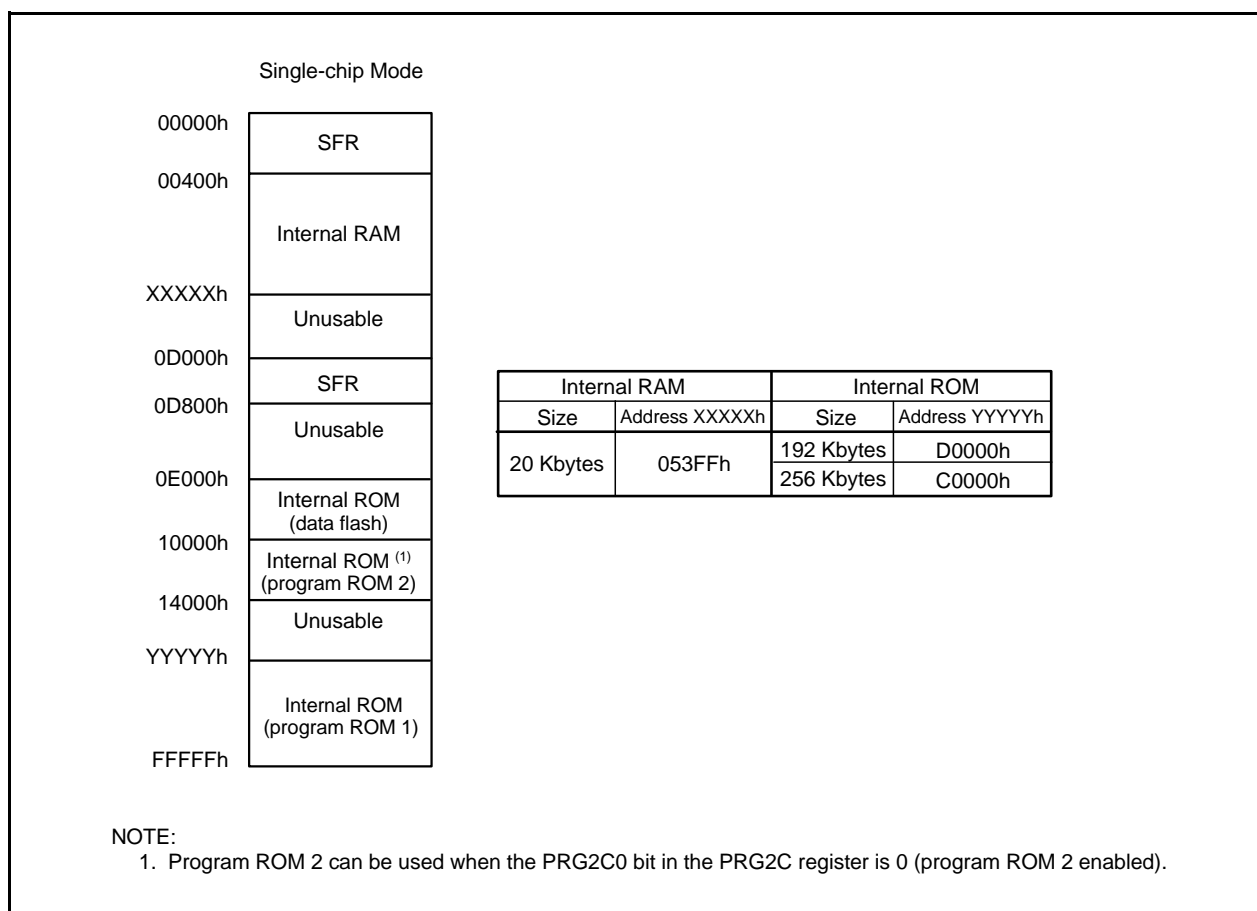 Single-chip Mode
00000h
SFR
00400h
Internal RAM
XXXXXh
Unusable
0D000h
SFR
0D800h
Unusable
0E000h
Internal ROM
(data flash)
10000h
Internal ROM (1)
(program ROM 2)
14000h
Unusable
YYYYYh
Internal ROM
(program ROM 1)
FFFFFh
Internal RAM Internal ROM
Size Address XXXXXh Size Address YYYYYh
20 Kbytes 053FFh 192 Kbytes D0000h
256 Kbytes C0000h
NOTE:
1. Program ROM 2 can be used when the PRG2C0 bit in the PRG2C register is 0 (program ROM 2 enabled).